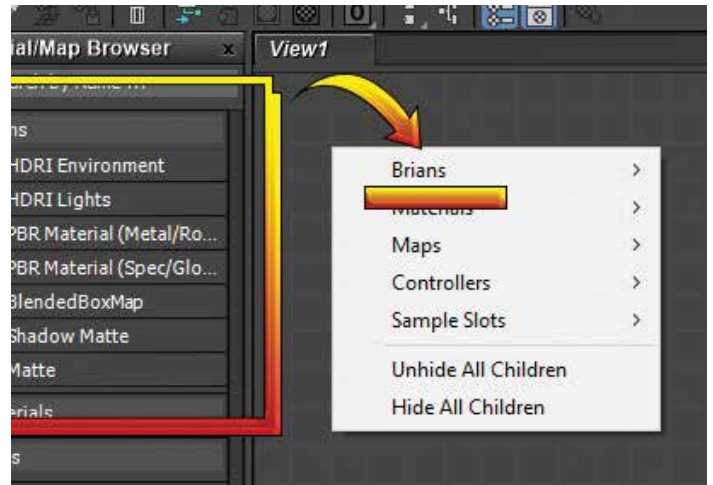 ial/Map Browser x
View1
ns
HDRI Environment
HDRI Lights
PBR Material (Metal/Ro...
PBR Material (Spec/Glo...
BlendedBoxMap
Shadow Matte
Matte
erials
s
Brians >
Materials >
Maps >
Controllers >
Sample Slots >
Unhide All Children
Hide All Children